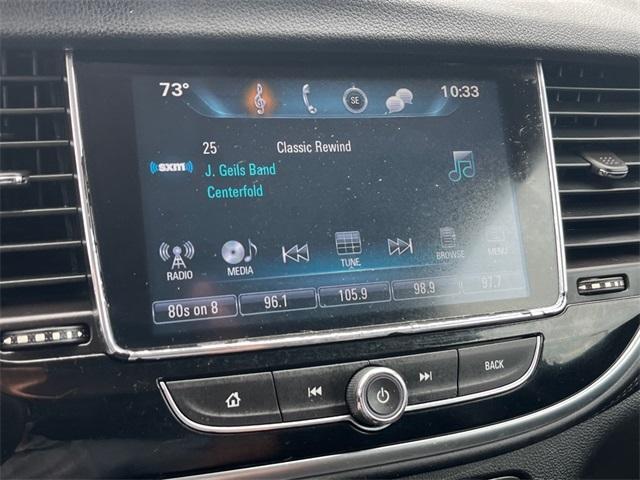 73° SE 10:33
25 Classic Rewind
((sxm)) J. Geils Band
Centerfold
RADIO MEDIA TUNE BROWSE MENU
80s on 8 96.1 105.9 98.9 97.7
BACK